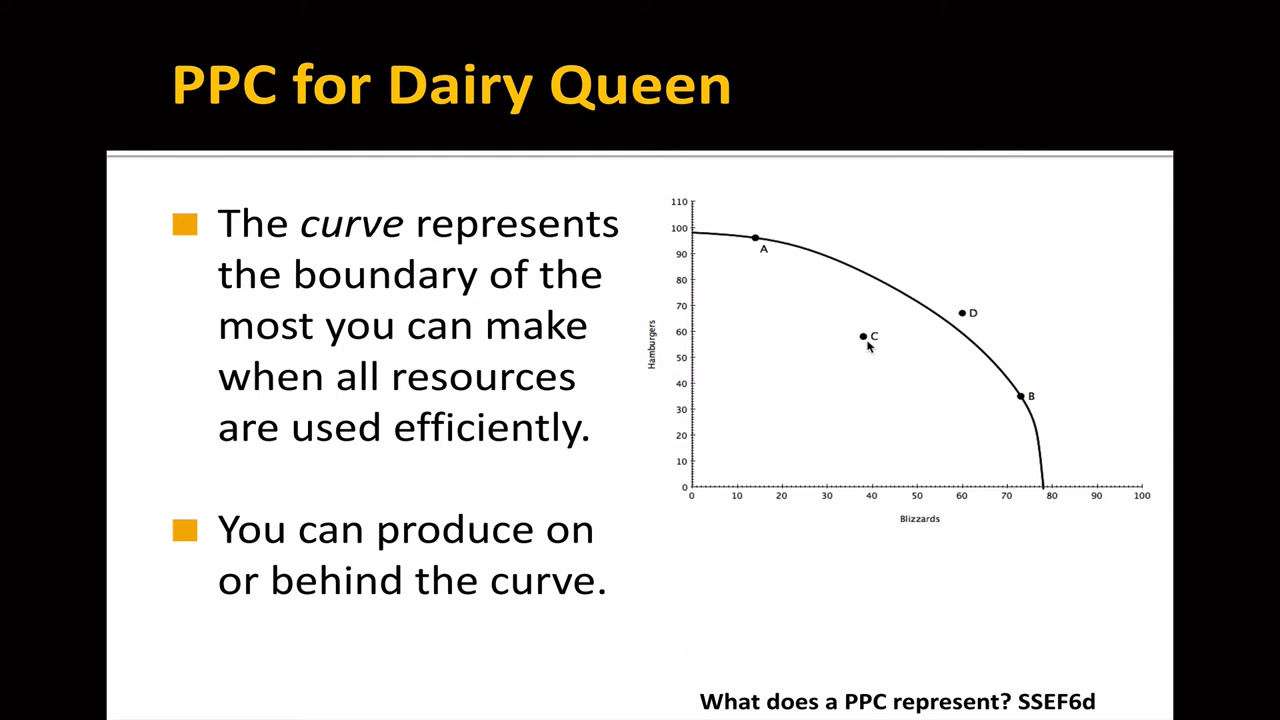 PPC for Dairy Queen
The curve represents
the boundary of the
most you can make
when all resources
are used efficiently.
You can produce on
or behind the curve.
110
100
90
80
70
60
50
40
30
20
10
0
Hamburgers
A
D
C
B
0 10 20 30 40 50 60 70 80 90 100
Blizzards
What does a PPC represent? SSEF6d